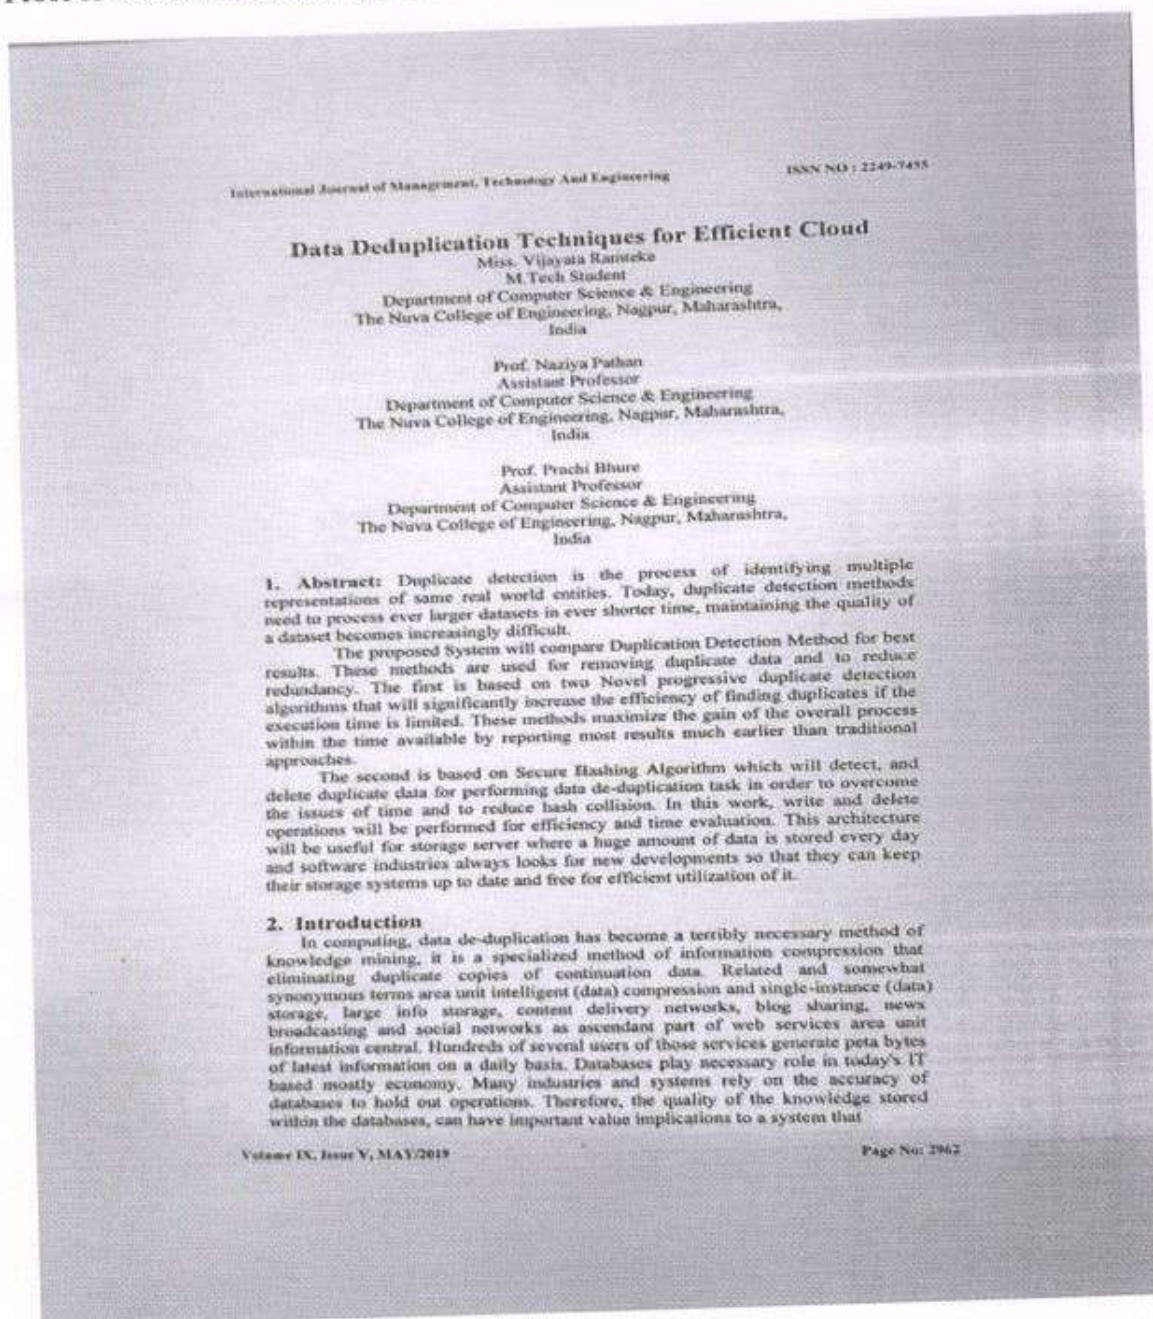 International Journal of Management, Technology And Engineering
ISSN NO : 2249-7455
Data Deduplication Techniques for Efficient Cloud
Miss. Vijayata Ramteke
M.Tech Student
Department of Computer Science & Engineering
The Nuva College of Engineering, Nagpur, Maharashtra,
India
Prof. Naziya Pathan
Assistant Professor
Department of Computer Science & Engineering
The Nuva College of Engineering, Nagpur, Maharashtra,
India
Prof. Prachi Bhure
Assistant Professor
Department of Computer Science & Engineering
The Nuva College of Engineering, Nagpur, Maharashtra,
India
1. Abstract: Duplicate detection is the process of identifying multiple
representations of same real world entities. Today, duplicate detection methods
need to process ever larger datasets in ever shorter time, maintaining the quality of
a dataset becomes increasingly difficult.
The proposed System will compare Duplication Detection Method for best
results. These methods are used for removing duplicate data and to reduce
redundancy. The first is based on two Novel progressive duplicate detection
algorithms that will significantly increase the efficiency of finding duplicates if the
execution time is limited. These methods maximize the gain of the overall process
within the time available by reporting most results much earlier than traditional
approaches.
The second is based on Secure Hashing Algorithm which will detect, and
delete duplicate data for performing data de-duplication task in order to overcome
the issues of time and to reduce hash collision. In this work, write and delete
operations will be performed for efficiency and time evaluation. This architecture
will be useful for storage server where a huge amount of data is stored every day
and software industries always looks for new developments so that they can keep
their storage systems up to date and free for efficient utilization of it.
2. Introduction
In computing, data de-duplication has become a terribly necessary method of
knowledge mining, it is a specialized method of information compression that
eliminating duplicate copies of continuation data. Related and somewhat
synonymous terms area unit intelligent (data) compression and single-instance (data)
storage, large info storage, content delivery networks, blog sharing, news
broadcasting and social networks as ascendant part of web services area unit
information central. Hundreds of several users of those services generate peta bytes
of latest information on a daily basis. Databases play necessary role in today's IT
based mostly economy. Many industries and systems rely on the accuracy of
databases to hold out operations. Therefore, the quality of the knowledge stored
within the databases, can have important value implications to a system that
Volume IX, Issue V, MAY/2019
Page No: 2962